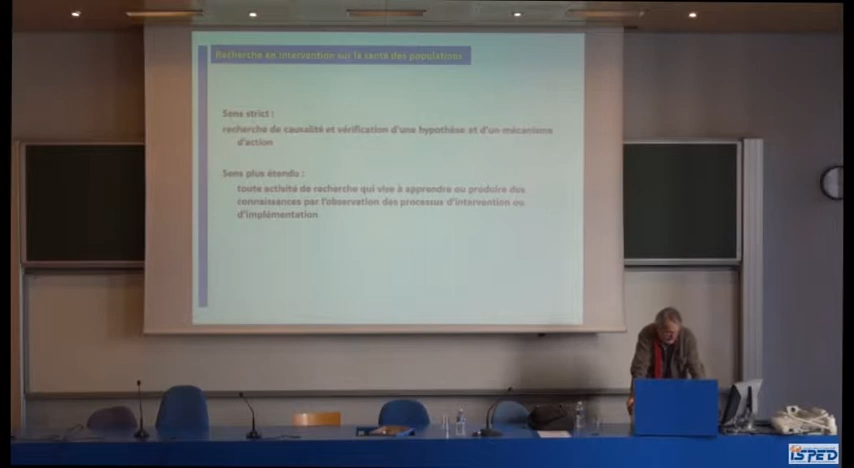 Recherche en intervention sur la santé des populations
Sens strict :
recherche de causalité et vérification d'une hypothèse et d'un mécanisme
d'action
Sens plus étendu :
toute activité de recherche qui vise à apprendre ou produire des
connaissances par l'observation des processus d'intervention ou
d'implémentation
ISPED